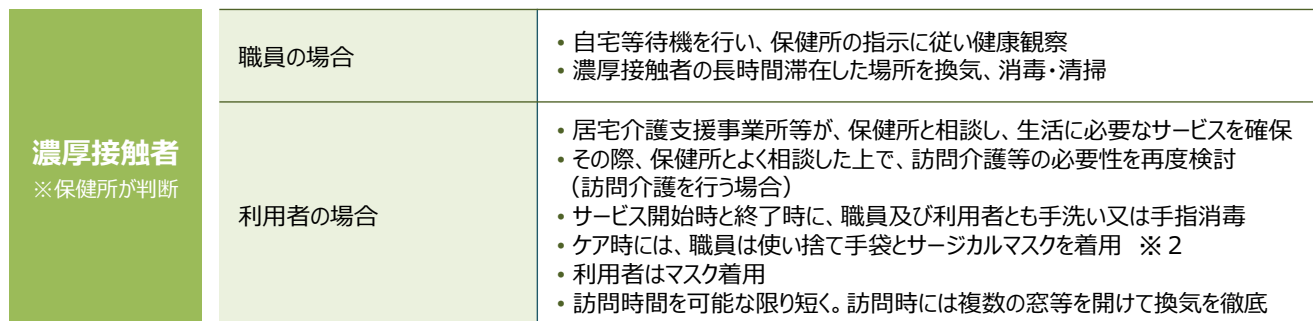 濃厚接触者
※保健所が判断
職員の場合
• 自宅等待機を行い、保健所の指示に従い健康観察
• 濃厚接触者の長時間滞在した場所を換気、消毒・清掃
利用者の場合
• 居宅介護支援事業所等が、保健所と相談し、生活に必要なサービスを確保
• その際、保健所とよく相談した上で、訪問介護等の必要性を再度検討
（訪問介護を行う場合）
• サービス開始時と終了時に、職員及び利用者とも手洗い又は手指消毒
• ケア時には、職員は使い捨て手袋とサージカルマスクを着用　※２
• 利用者はマスク着用
• 訪問時間を可能な限り短く。訪問時には複数の窓等を開けて換気を徹底